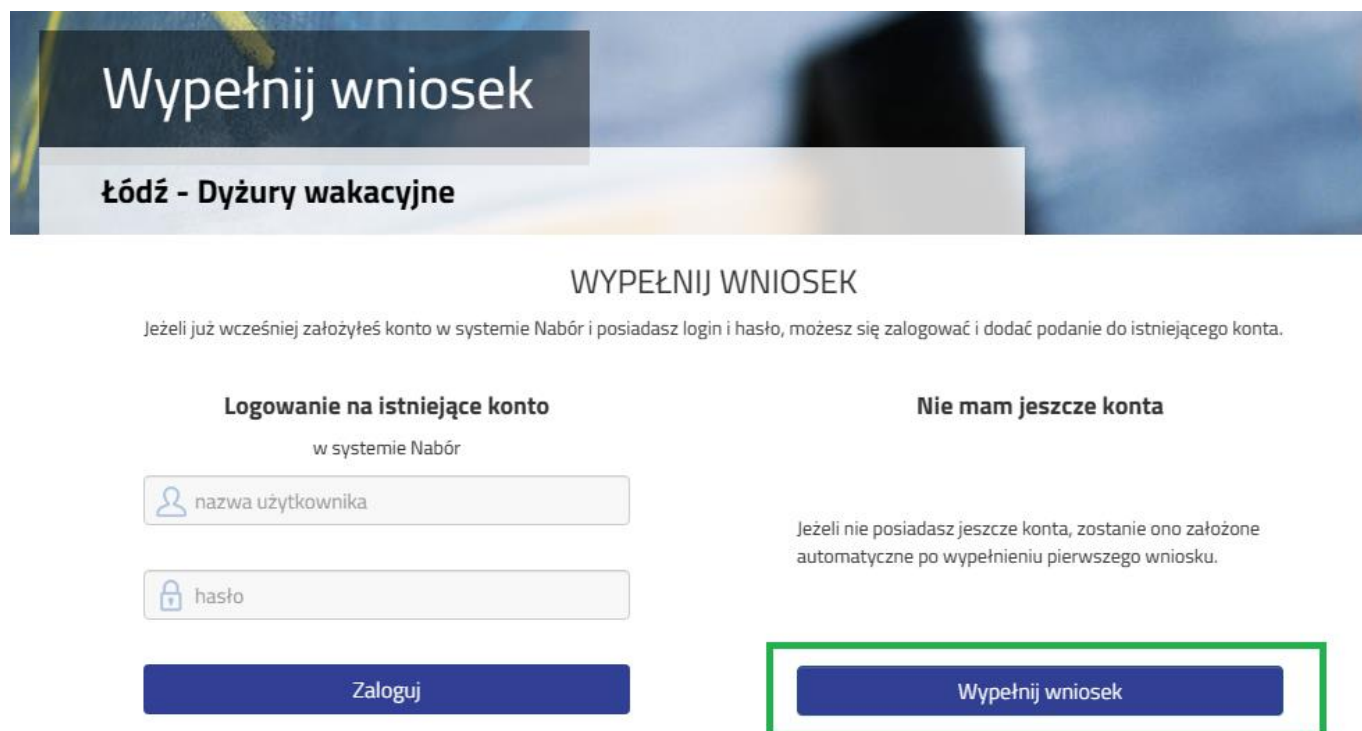 Wypełnij wniosek
Łódź - Dyżury wakacyjne
WYPEŁNIJ WNIOSEK
Jeżeli już wcześniej założyłeś konto w systemie Nabór i posiadasz login i hasło, możesz się zalogować i dodać podanie do istniejącego konta.
Logowanie na istniejące konto
w systemie Nabór
nazwa użytkownika
hasło
Zaloguj
Nie mam jeszcze konta
Jeżeli nie posiadasz jeszcze konta, zostanie ono założone
automatyczne po wypełnieniu pierwszego wniosku.
Wypełnij wniosek